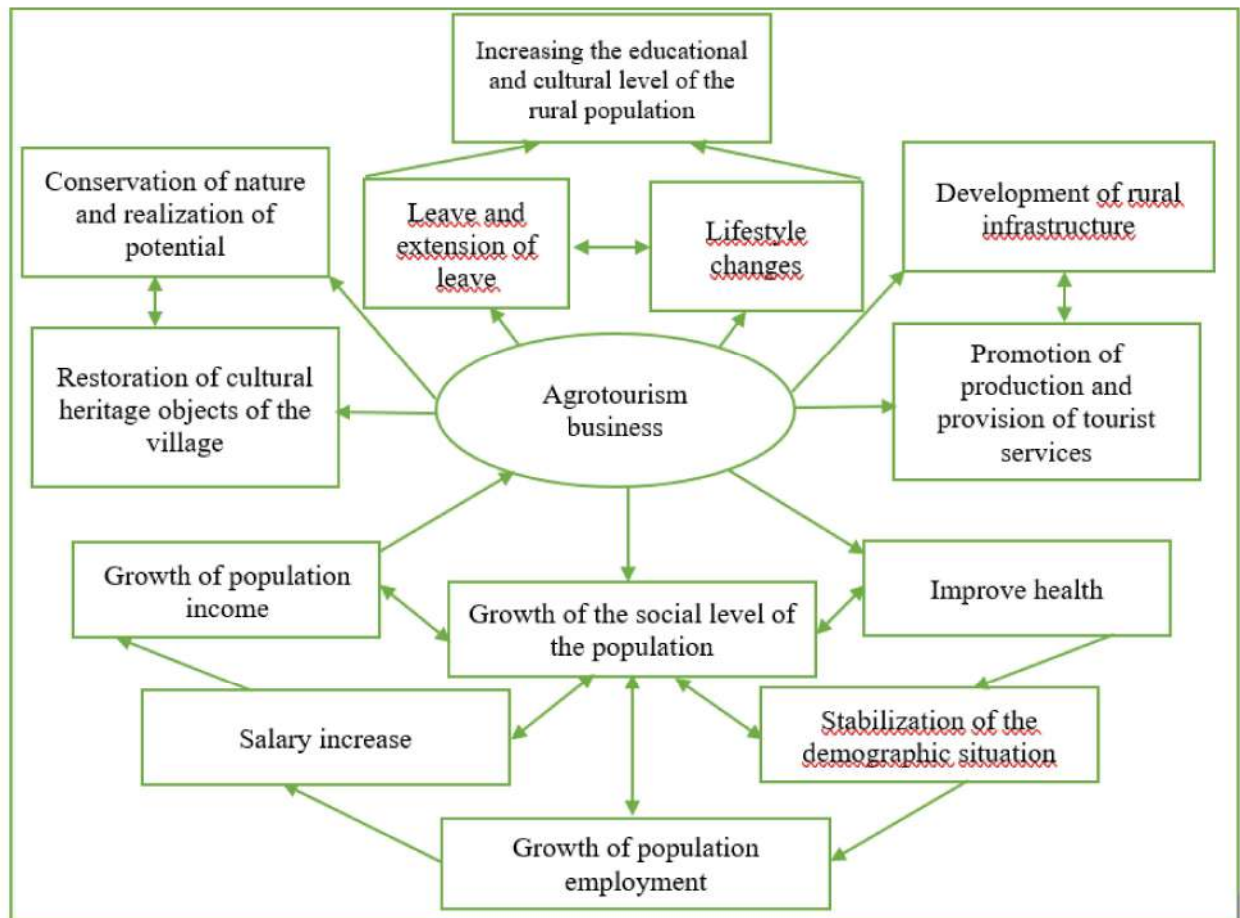 Increasing the educational
and cultural level of the
rural population
Conservation of nature
and realization of
potential
Leave and
extension of
leave
Lifestyle
changes
Development of rural
infrastructure
Restoration of cultural
heritage objects of the
village
Agrotourism
business
Promotion of
production and
provision of tourist
services
Growth of population
income
Growth of the social level of
the population
Improve health
Salary increase
Stabilization of the
demographic situation
Growth of population
employment